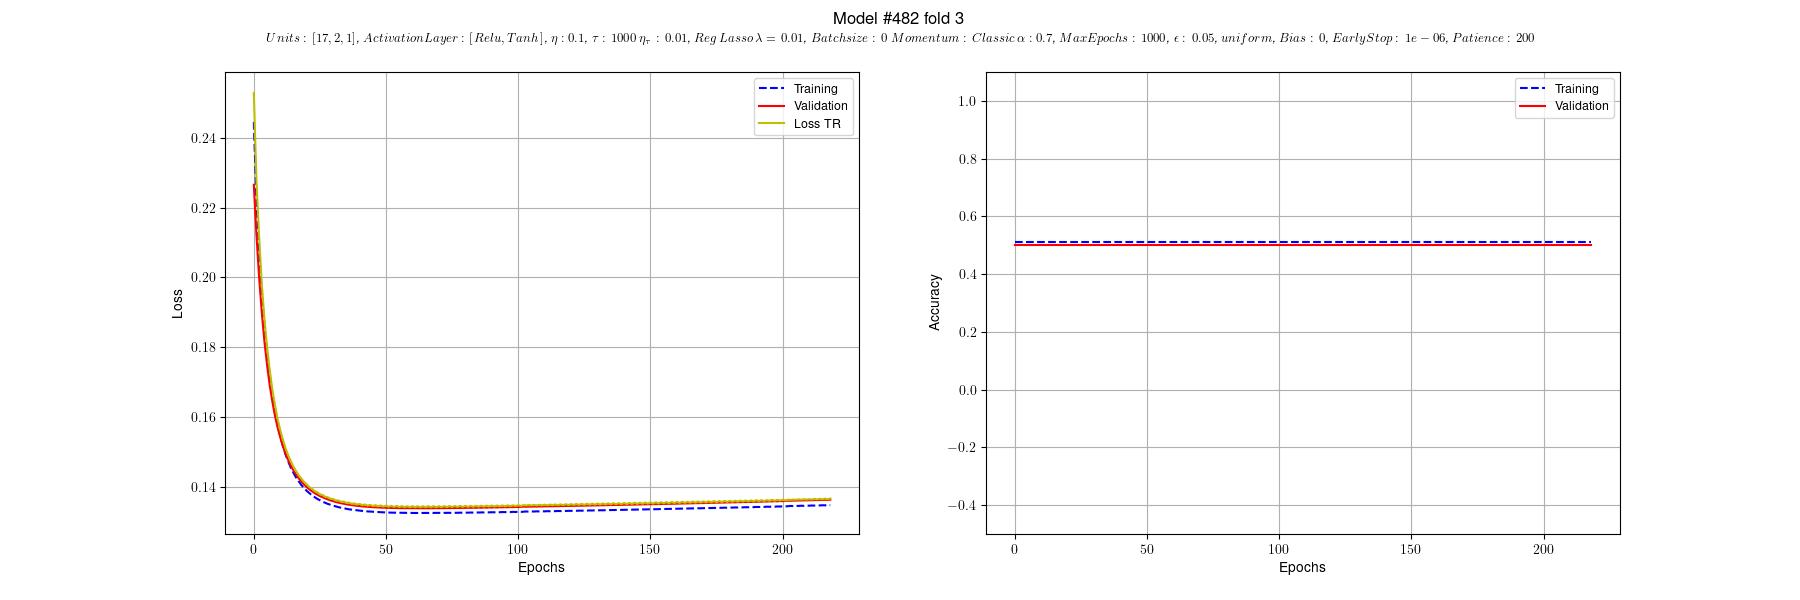 Model #482 fold 3
Units : [17, 2, 1], ActivationLayer : [Relu, Tanh], η : 0.1, τ : 1000 η_τ : 0.01, Reg Lasso λ = 0.01, Batchsize : 0 Momentum : Classic α : 0.7, MaxEpochs : 1000, ϵ : 0.05, uniform, Bias : 0, EarlyStop : 1e − 06, Patience : 200
Training
Validation
Loss TR
0.24
0.22
0.20
0.18
0.16
0.14
Loss
0 50 100 150 200
Epochs
Training
Validation
1.0
0.8
0.6
0.4
0.2
0.0
−0.2
−0.4
Accuracy
0 50 100 150 200
Epochs